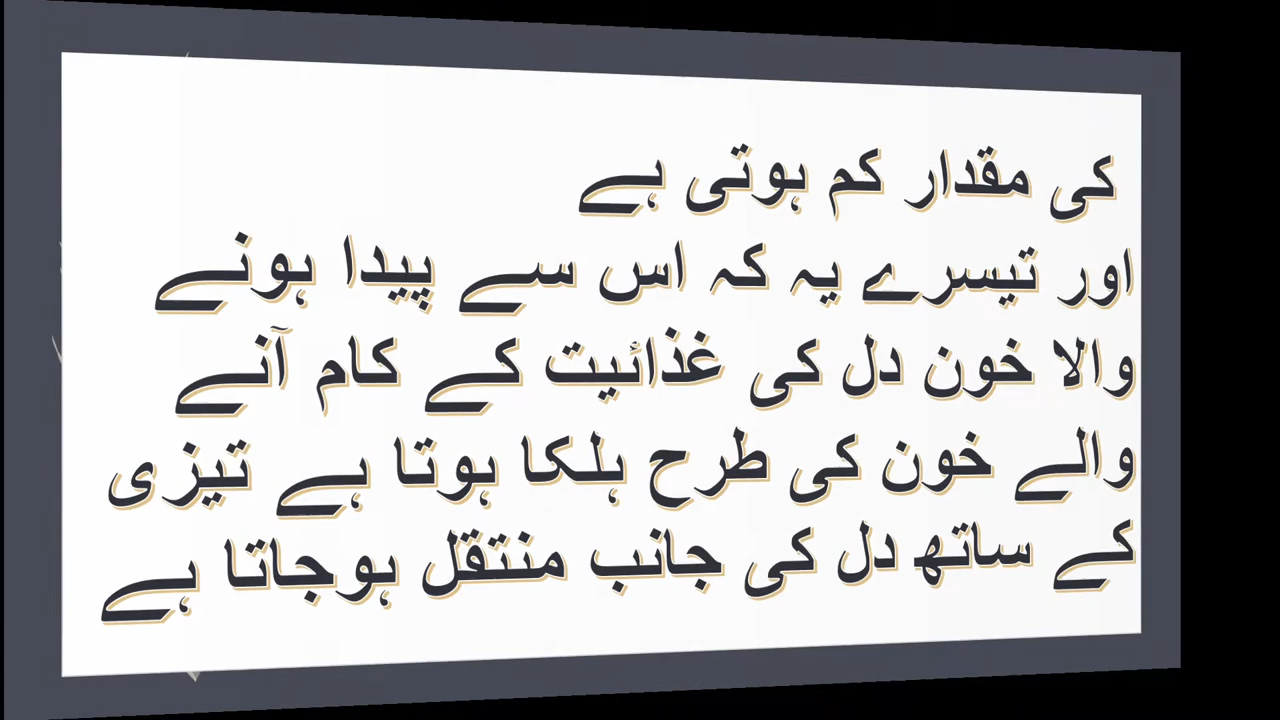 کی مقدار کم ہوتی ہے
اور تیسرے یہ کہ اس سے پیدا ہونے
والا خون دل کی غذائیت کے کام آنے
والے خون کی طرح ہلکا ہوتا ہے تیزی
کے ساتھ دل کی جانب منتقل ہوجاتا ہے